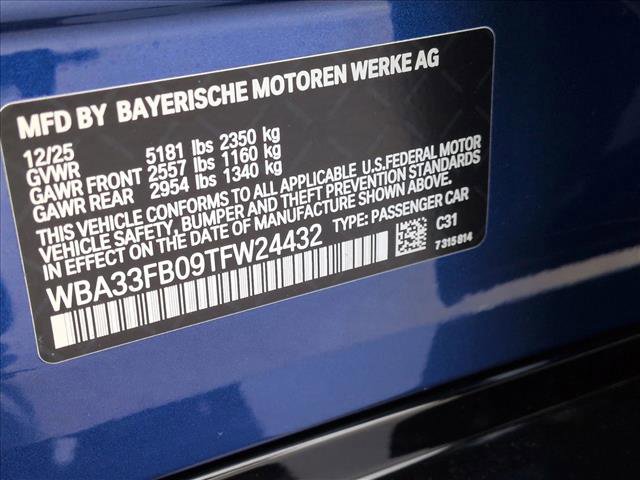 MFD BY BAYERISCHE MOTOREN WERKE AG
12/25
GVWR 5181 lbs 2350 kg
GAWR FRONT 2557 lbs 1160 kg
GAWR REAR 2954 lbs 1340 kg
THIS VEHICLE CONFORMS TO ALL APPLICABLE U.S.FEDERAL MOTOR
VEHICLE SAFETY, BUMPER AND THEFT PREVENTION STANDARDS
IN EFFECT ON THE DATE OF MANUFACTURE SHOWN ABOVE.
WBA33FB09TFW24432 TYPE: PASSENGER CAR
C31
7315814